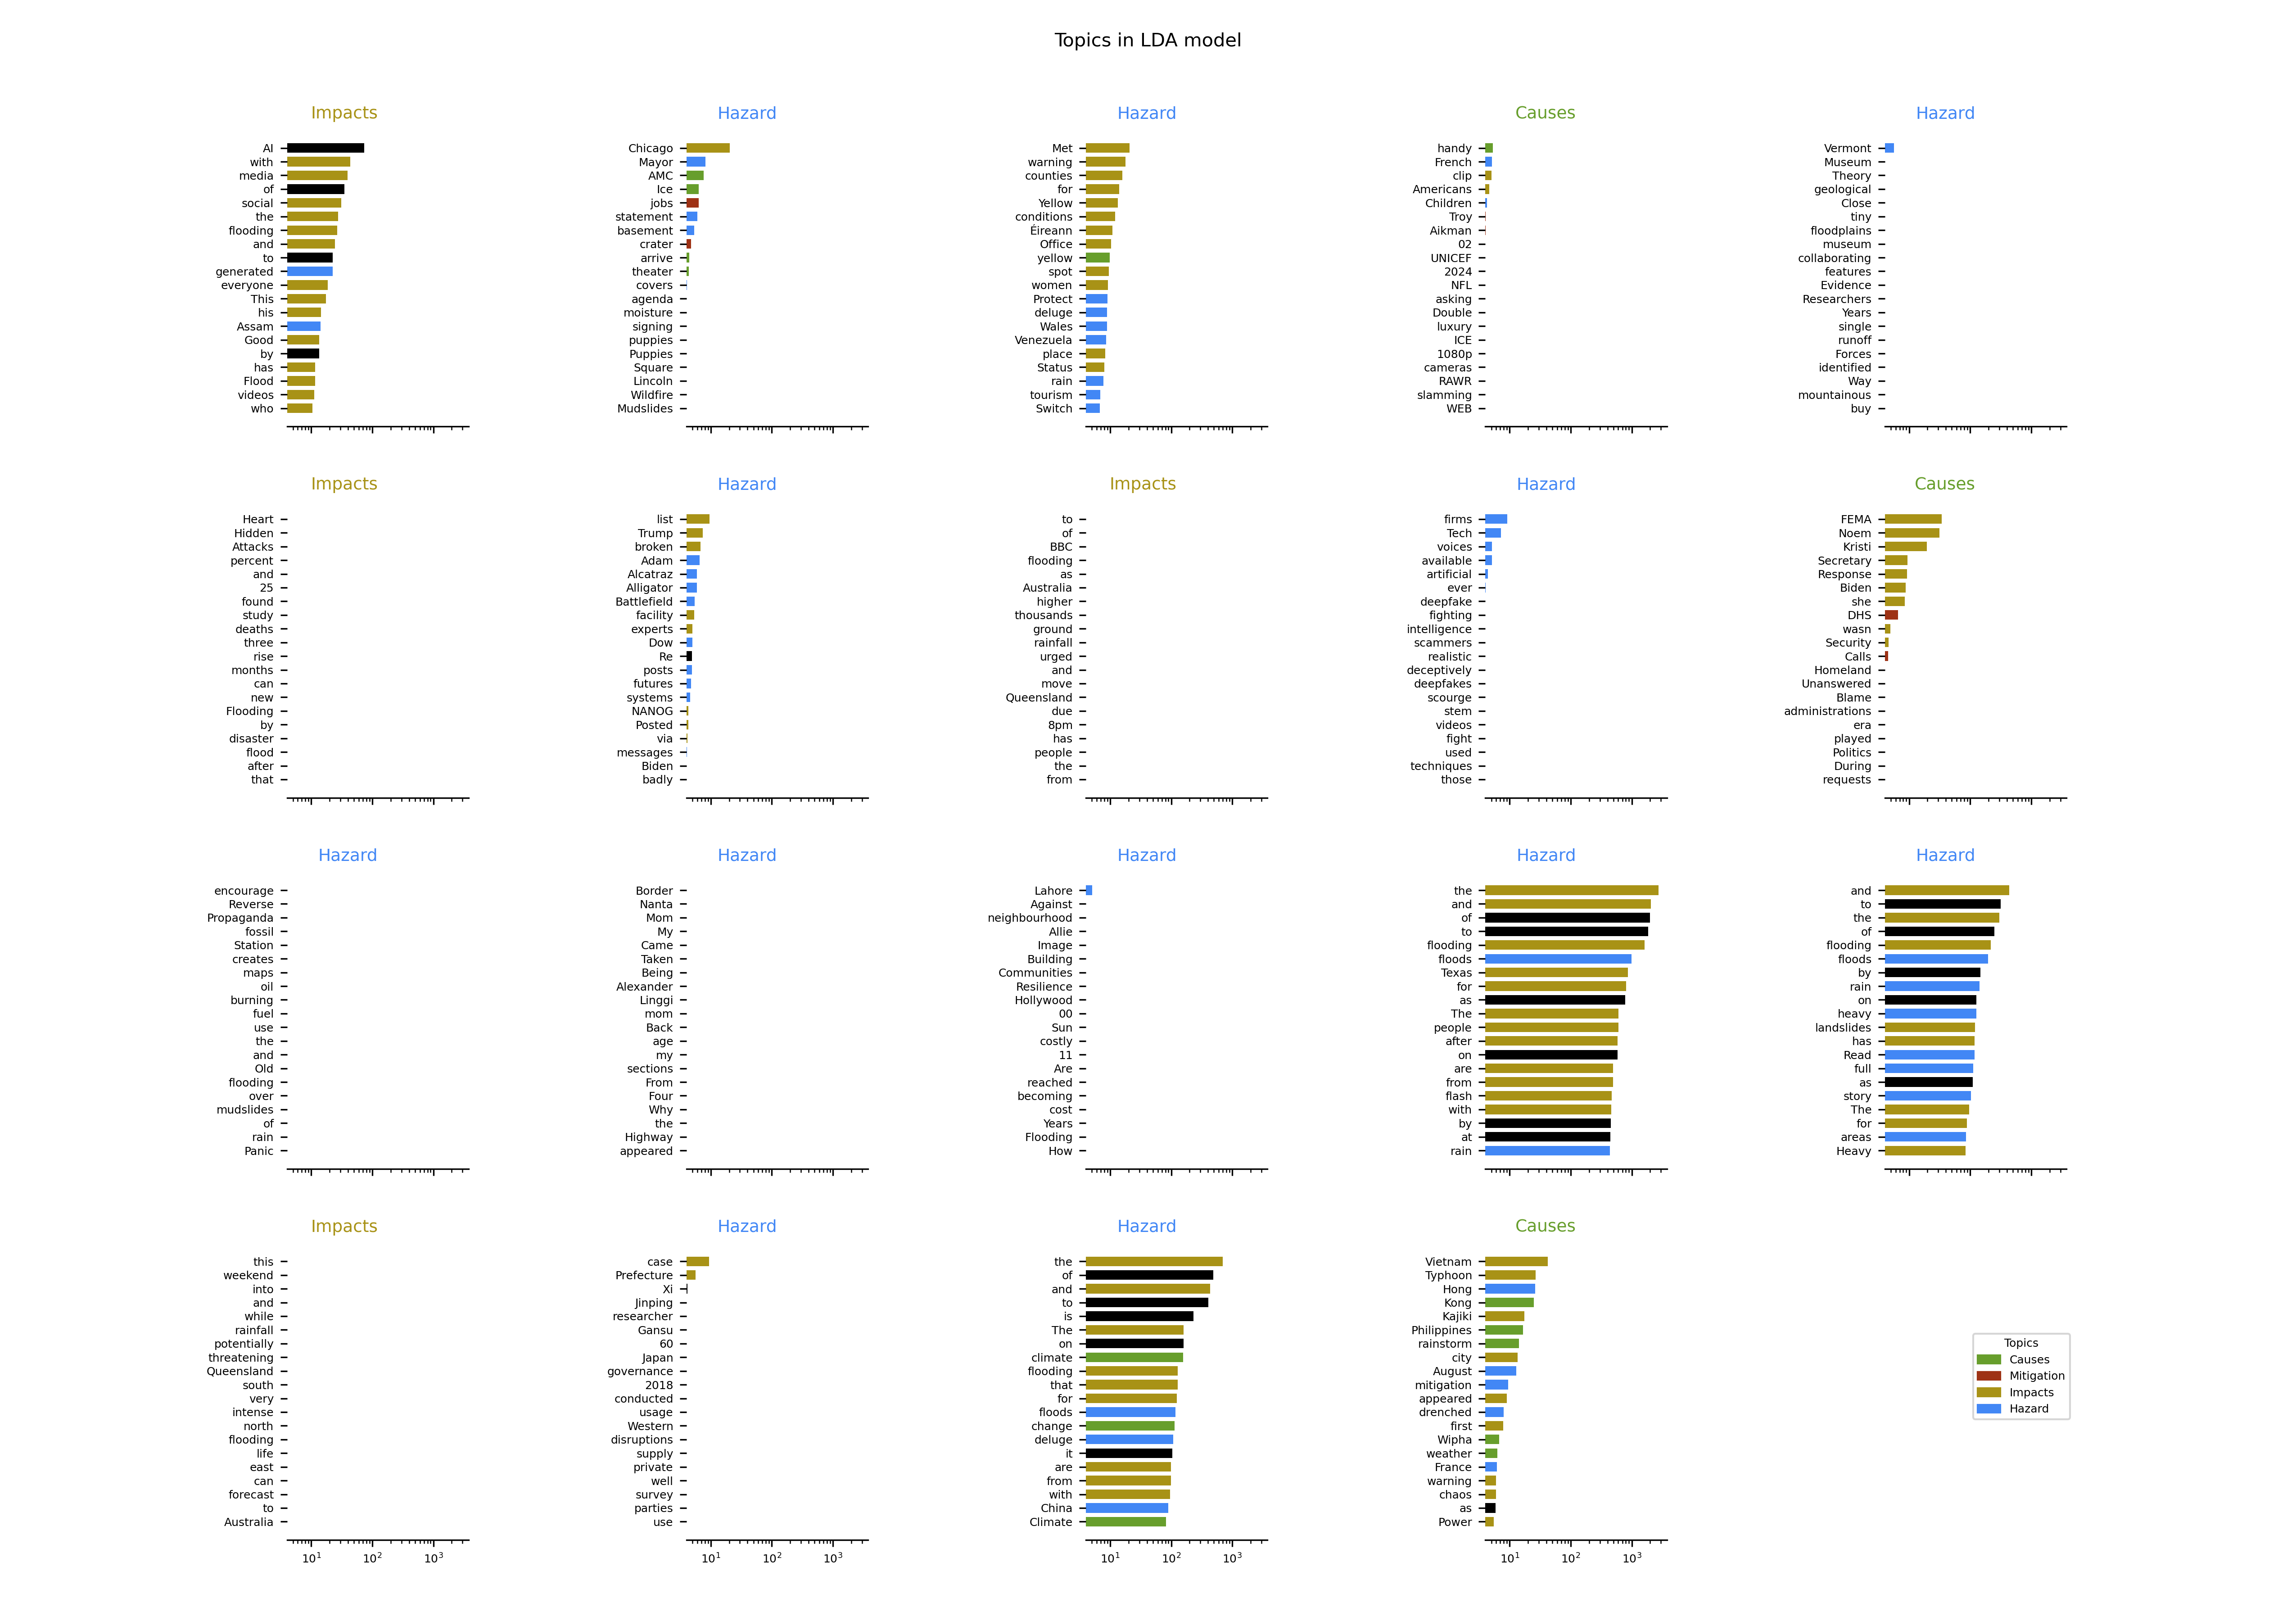 Topics in LDA model
Impacts
AI
with
media
of
social
the
flooding
and
to
generated
everyone
This
his
Assam
Good
by
has
Flood
videos
who
Hazard
Chicago
Mayor
AMC
Ice
jobs
statement
basement
crater
arrive
theater
covers
agenda
moisture
signing
puppies
Puppies
Square
Lincoln
Wildfire
Mudslides
Hazard
Met
warning
counties
for
Yellow
conditions
Éireann
Office
yellow
spot
women
Protect
deluge
Wales
Venezuela
place
Status
rain
tourism
Switch
Causes
handy
French
clip
Americans
Children
Troy
Aikman
02
UNICEF
2024
NFL
asking
Double
luxury
ICE
1080p
cameras
RAWR
slamming
WEB
Hazard
Vermont
Museum
Theory
geological
Close
tiny
floodplains
museum
collaborating
features
Evidence
Researchers
Years
single
runoff
Forces
identified
Way
mountainous
buy
Impacts
Heart
Hidden
Attacks
percent
and
25
found
study
deaths
three
rise
months
can
new
Flooding
by
disaster
flood
after
that
Hazard
list
Trump
broken
Adam
Alcatraz
Alligator
Battlefield
facility
experts
Dow
Re
posts
futures
systems
NANOG
Posted
via
messages
Biden
badly
Impacts
to
of
BBC
flooding
as
Australia
higher
thousands
ground
rainfall
urged
and
move
Queensland
due
8pm
has
people
the
from
Hazard
firms
Tech
voices
available
artificial
ever
deepfake
fighting
intelligence
scammers
realistic
deceptively
deepfakes
scourge
stem
videos
fight
used
techniques
those
Causes
FEMA
Noem
Kristi
Secretary
Response
Biden
she
DHS
wasn
Security
Calls
Homeland
Unanswered
Blame
administrations
era
played
Politics
During
requests
Hazard
encourage
Reverse
Propaganda
fossil
Station
creates
maps
oil
burning
fuel
use
the
and
Old
flooding
over
mudslides
of
rain
Panic
Hazard
Border
Nanta
Mom
My
Came
Taken
Being
Alexander
Linggi
mom
Back
age
my
sections
From
Four
Why
the
Highway
appeared
Hazard
Lahore
Against
neighbourhood
Allie
Image
Building
Communities
Resilience
Hollywood
00
Sun
costly
11
Are
reached
becoming
cost
Years
Flooding
How
Hazard
the
and
of
to
flooding
floods
Texas
for
as
The
people
after
on
are
from
flash
with
by
at
rain
Hazard
and
to
the
of
flooding
floods
by
rain
on
heavy
landslides
has
Read
full
as
story
The
for
areas
Heavy
Impacts
this
weekend
into
and
while
rainfall
potentially
threatening
Queensland
south
very
intense
north
flooding
life
east
can
forecast
to
Australia
10¹ 10² 10³
Hazard
case
Prefecture
Xi
Jinping
researcher
Gansu
60
Japan
governance
2018
conducted
usage
Western
disruptions
supply
private
well
survey
parties
use
10¹ 10² 10³
Hazard
the
of
and
to
is
The
on
climate
flooding
that
for
floods
change
deluge
it
are
from
with
China
Climate
10¹ 10² 10³
Causes
Vietnam
Typhoon
Hong
Kong
Kajiki
Philippines
rainstorm
city
August
mitigation
appeared
drenched
first
Wipha
weather
France
warning
chaos
as
Power
10¹ 10² 10³
Topics
Causes
Mitigation
Impacts
Hazard